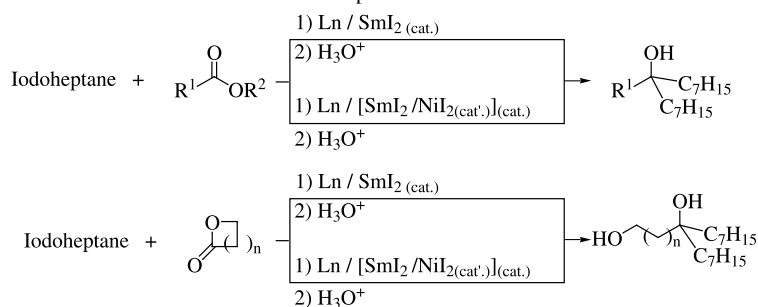 1) Ln / SmI₂ (cat.)
2) H₃O⁺
Iodoheptane + R¹ O OR² R¹ OH C₇H₁₅ C₇H₁₅
1) Ln / [SmI₂ /NiI₂(cat'.)](cat.)
2) H₃O⁺
1) Ln / SmI₂ (cat.)
2) H₃O⁺
Iodoheptane + O O ( )n HO ( )n OH C₇H₁₅ C₇H₁₅
1) Ln / [SmI₂ /NiI₂(cat'.)](cat.)
2) H₃O⁺